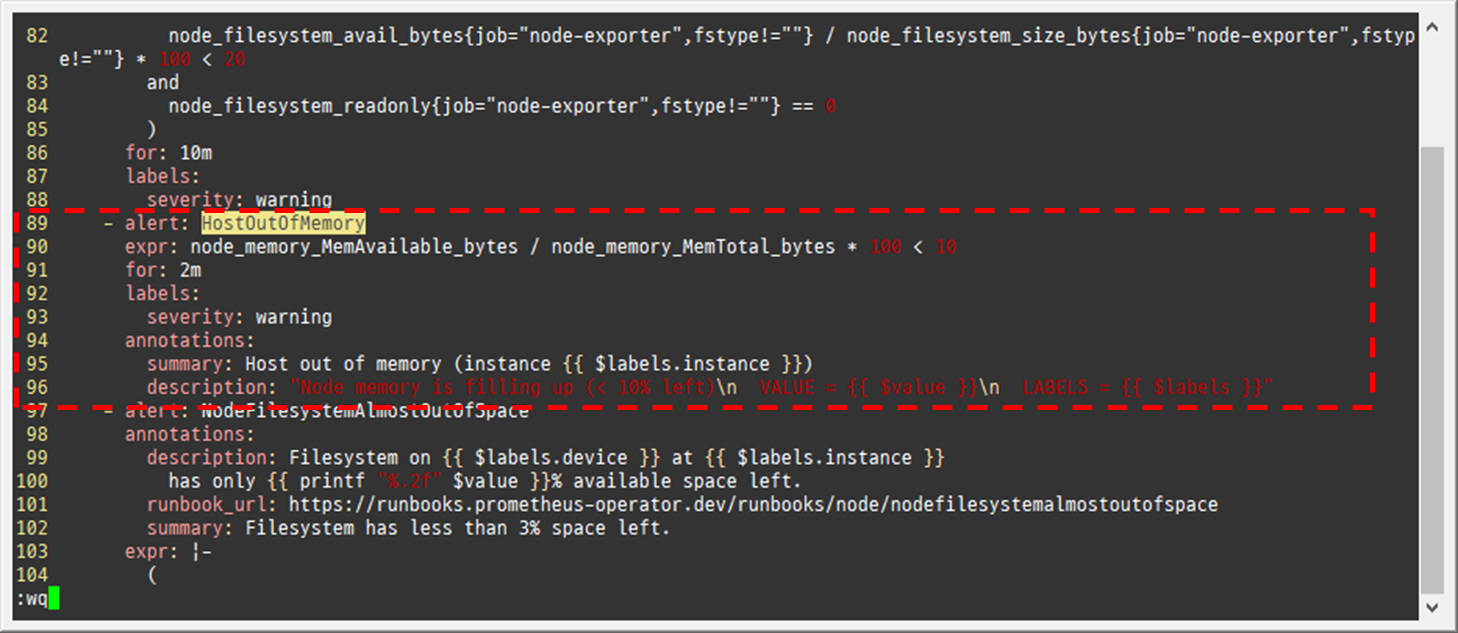 82           node_filesystem_avail_bytes{job="node-exporter",fstype!=""} / node_filesystem_size_bytes{job="node-exporter",fstyp
e!=""} * 100 < 20
83         and
84           node_filesystem_readonly{job="node-exporter",fstype!=""} == 0
85         )
86       for: 10m
87       labels:
88         severity: warning
89     - alert: HostOutOfMemory
90       expr: node_memory_MemAvailable_bytes / node_memory_MemTotal_bytes * 100 < 10
91       for: 2m
92       labels:
93         severity: warning
94       annotations:
95         summary: Host out of memory (instance {{ $labels.instance }})
96         description: "Node memory is filling up (< 10% left)\n  VALUE = {{ $value }}\n  LABELS = {{ $labels }}"
97     - alert: NodeFilesystemAlmostOutOfSpace
98       annotations:
99         description: Filesystem on {{ $labels.device }} at {{ $labels.instance }}
100           has only {{ printf "%.2f" $value }}% available space left.
101         runbook_url: https://runbooks.prometheus-operator.dev/runbooks/node/nodefilesystemalmostoutofspace
102         summary: Filesystem has less than 3% space left.
103       expr: |-
104         (
:wq